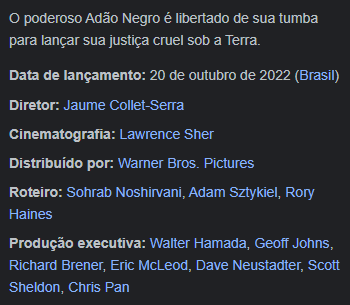 O poderoso Adão Negro é libertado de sua tumba
para lançar sua justiça cruel sob a Terra.
Data de lançamento: 20 de outubro de 2022 (Brasil)
Diretor: Jaume Collet-Serra
Cinematografia: Lawrence Sher
Distribuído por: Warner Bros. Pictures
Roteiro: Sohrab Noshirvani, Adam Sztykiel, Rory
Haines
Produção executiva: Walter Hamada, Geoff Johns,
Richard Brener, Eric McLeod, Dave Neustadter, Scott
Sheldon, Chris Pan